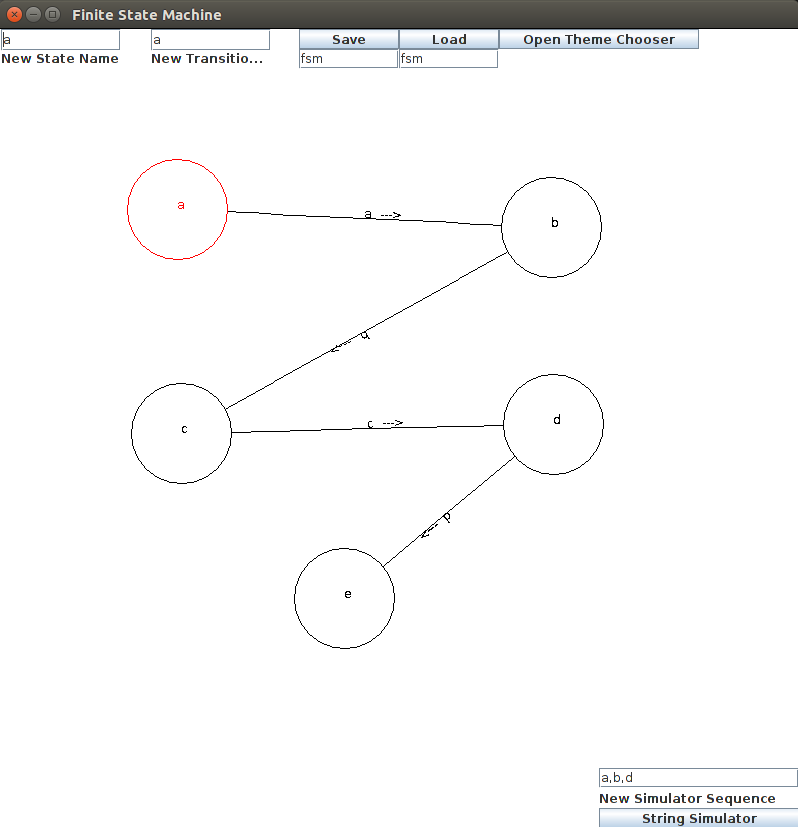 Finite State Machine
a
a
Save
Load
Open Theme Chooser
New State Name
New Transitio...
fsm
fsm
a
a --->
b
b --->
c
c --->
d
d --->
e
a,b,d
New Simulator Sequence
String Simulator